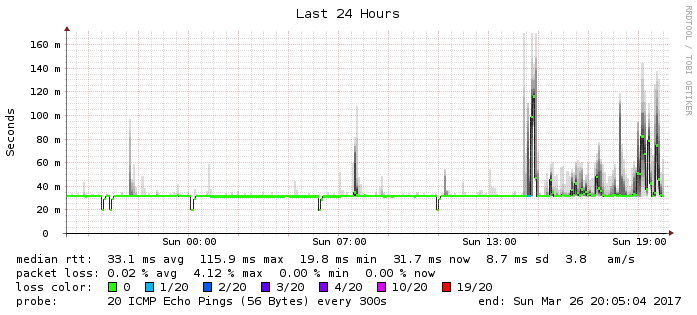 Last 24 Hours
RRDTOOL / TOBI OETIKER
Seconds
160 m
140 m
120 m
100 m
80 m
60 m
40 m
20 m
0
Sun 00:00 Sun 07:00 Sun 13:00 Sun 19:00
median rtt: 33.1 ms avg 115.9 ms max 19.8 ms min 31.7 ms now 8.7 ms sd 3.8 am/s
packet loss: 0.02 % avg 4.12 % max 0.00 % min 0.00 % now
loss color: 0 1/20 2/20 3/20 4/20 10/20 19/20
probe: 20 ICMP Echo Pings (56 Bytes) every 300s end: Sun Mar 26 20:05:04 2017